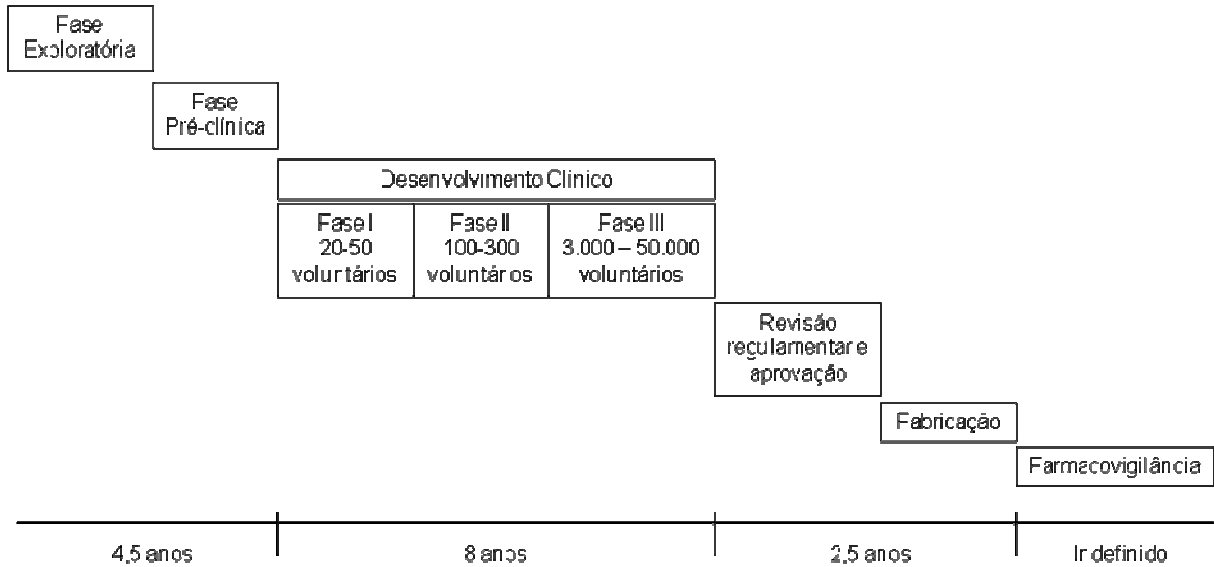 Fase
Exploratória
Fase
Pré-clínica
Desenvolvimento Clínico
Fase I
20-50
voluntários
Fase II
100-300
voluntários
Fase III
3.000 – 50.000
voluntários
Revisão
regulamentar e
aprovação
Fabricação
Farmacovigilância
4,5 anos
8 anos
2,5 anos
Indefinido